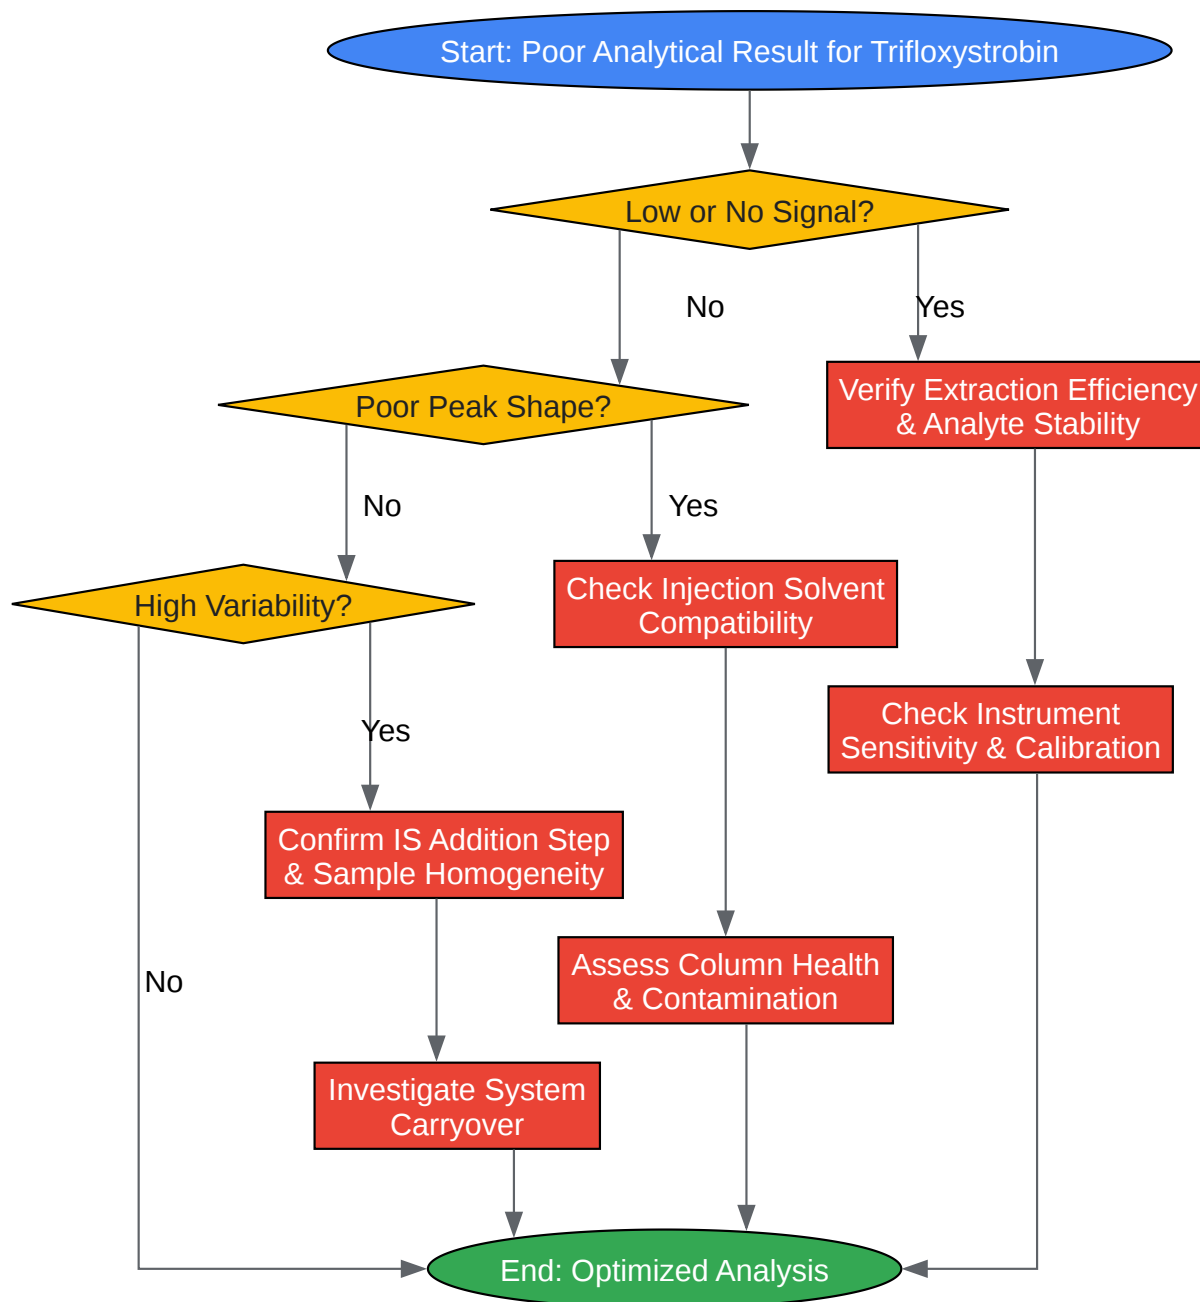 Start: Poor Analytical Result for Trifloxystrobin
Low or No Signal?
No
Yes
Poor Peak Shape?
Verify Extraction Efficiency
& Analyte Stability
No
Yes
High Variability?
Check Injection Solvent
Compatibility
Check Instrument
Sensitivity & Calibration
Yes
Confirm IS Addition Step
& Sample Homogeneity
Assess Column Health
& Contamination
No
Investigate System
Carryover
End: Optimized Analysis